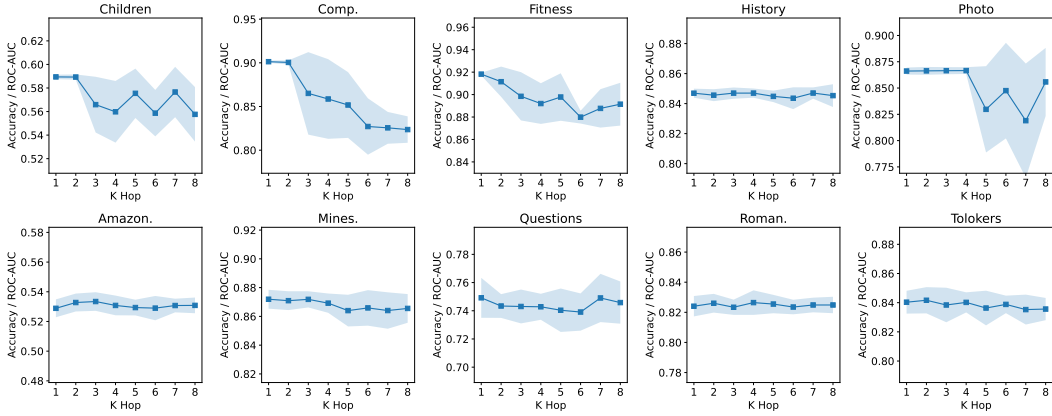 Children
Accuracy / ROC-AUC
0.62
0.60
0.58
0.56
0.54
0.52
1 2 3 4 5 6 7 8
K Hop
Comp.
Accuracy / ROC-AUC
0.95
0.90
0.85
0.80
1 2 3 4 5 6 7 8
K Hop
Fitness
Accuracy / ROC-AUC
0.96
0.94
0.92
0.90
0.88
0.86
0.84
1 2 3 4 5 6 7 8
K Hop
History
Accuracy / ROC-AUC
0.88
0.86
0.84
0.82
0.80
1 2 3 4 5 6 7 8
K Hop
Photo
Accuracy / ROC-AUC
0.900
0.875
0.850
0.825
0.800
0.775
1 2 3 4 5 6 7 8
K Hop
Amazon.
Accuracy / ROC-AUC
0.58
0.56
0.54
0.52
0.50
0.48
1 2 3 4 5 6 7 8
K Hop
Mines.
Accuracy / ROC-AUC
0.92
0.90
0.88
0.86
0.84
0.82
1 2 3 4 5 6 7 8
K Hop
Questions
Accuracy / ROC-AUC
0.78
0.76
0.74
0.72
0.70
1 2 3 4 5 6 7 8
K Hop
Roman.
Accuracy / ROC-AUC
0.86
0.84
0.82
0.80
0.78
1 2 3 4 5 6 7 8
K Hop
Tolokers
Accuracy / ROC-AUC
0.88
0.86
0.84
0.82
0.80
1 2 3 4 5 6 7 8
K Hop